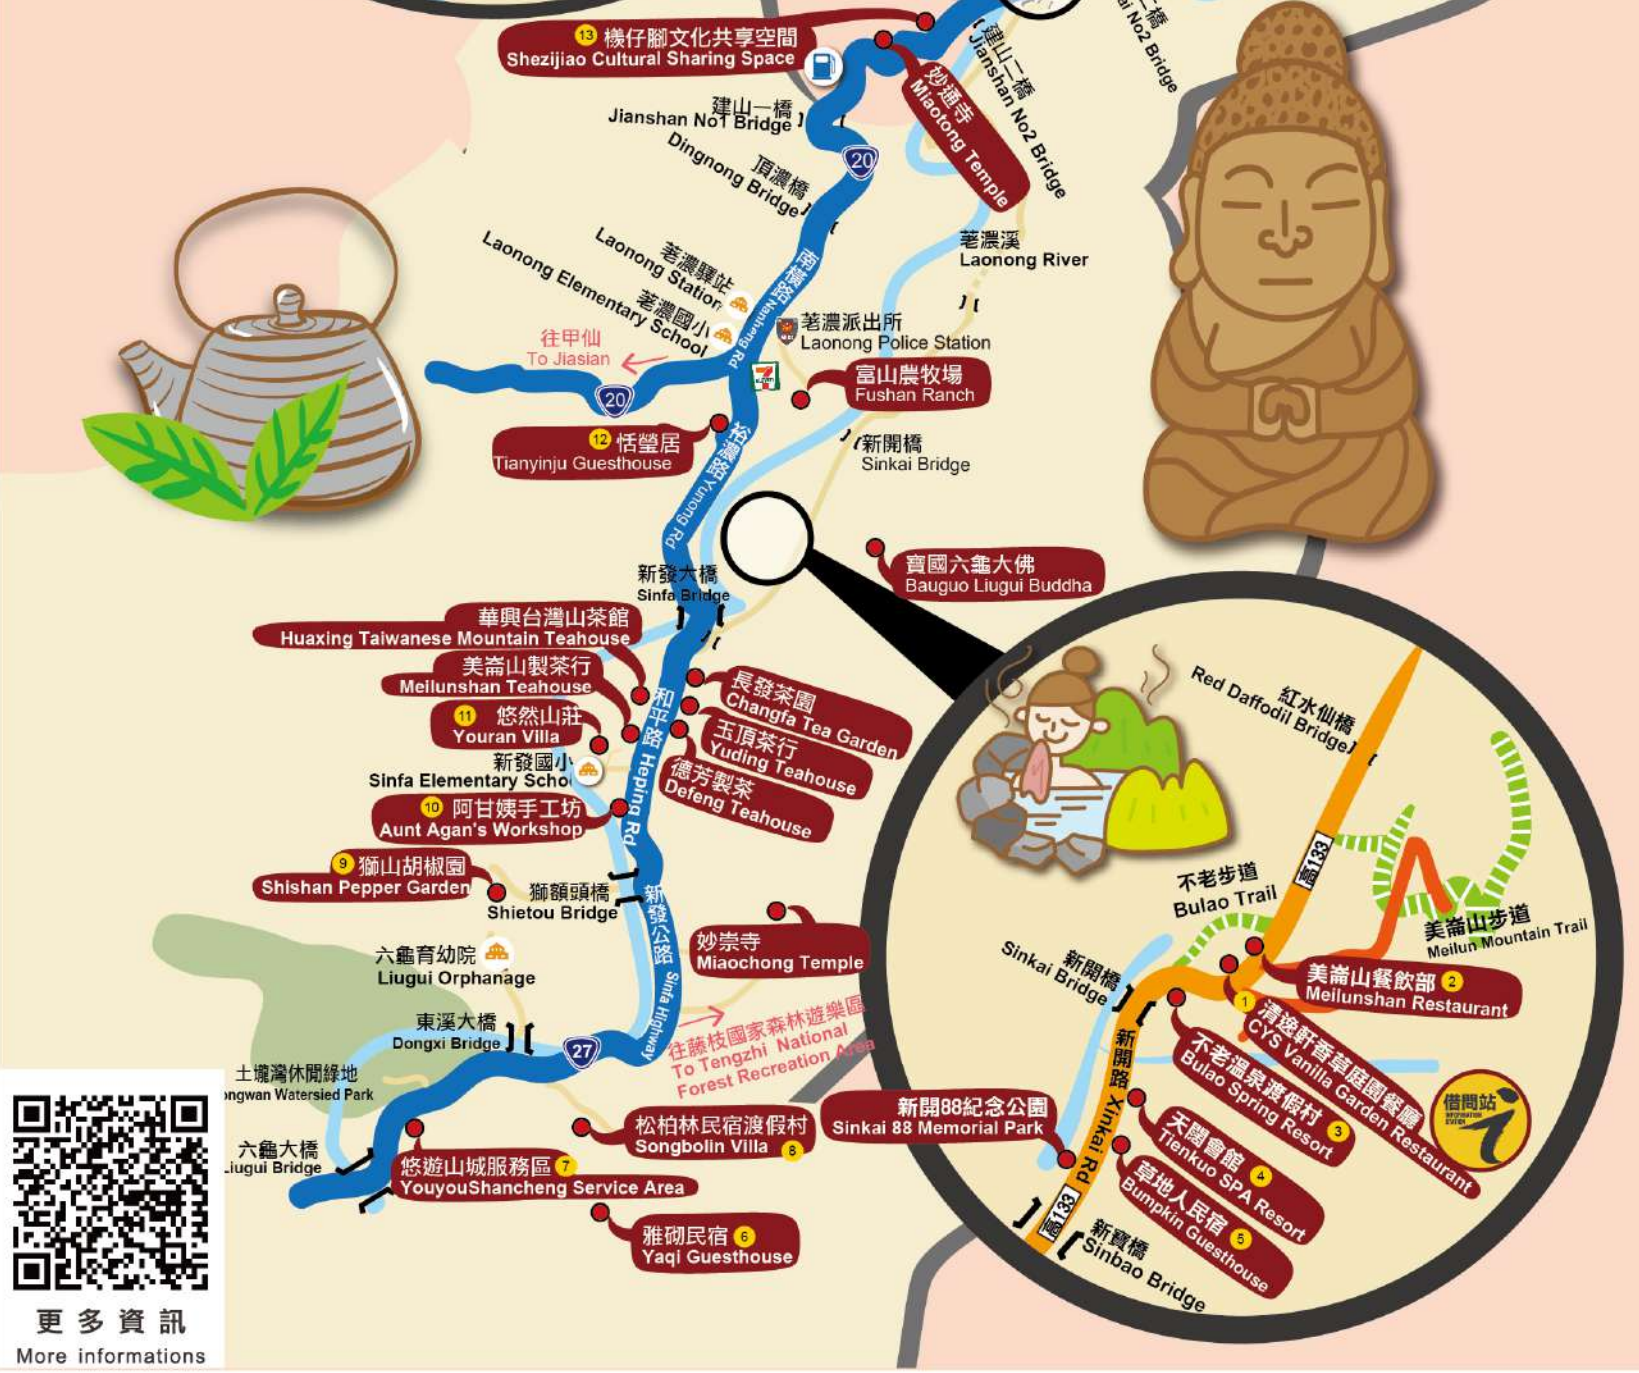 13 檨仔腳文化共享空間
Shezijiao Cultural Sharing Space
建山一橋
Jianshan No1 Bridge
建山二橋
Jianshan No2 Bridge
二橋
No2 Bridge
妙通寺
Miaotong Temple
20
頂濃橋
Dingnong Bridge
荖濃溪
Laonong River
荖濃驛站
Laonong Station
荖濃國小
Laonong Elementary School
南橫路 Nanheng Rd
荖濃派出所
Laonong Police Station
往甲仙
To Jiasian
20
7
ELEVEN
富山農牧場
Fushan Ranch
12 恬瑩居
Tianyinju Guesthouse
裕濃路 Yunong Rd
新開橋
Sinkai Bridge
寶國六龜大佛
Bauguo Liugui Buddha
新發大橋
Sinfa Bridge
華興台灣山茶館
Huaxing Taiwanese Mountain Teahouse
美崙山製茶行
Meilunshan Teahouse
11 悠然山莊
Youran Villa
新發國小
Sinfa Elementary Scho
長發茶園
Changfa Tea Garden
玉頂茶行
Yuding Teahouse
德芳製茶
Defeng Teahouse
和平路 Heping Rd
10 阿甘姨手工坊
Aunt Agan's Workshop
9 獅山胡椒園
Shishan Pepper Garden
獅額頭橋
Shietou Bridge
新發公路 Sinfa Highway
妙崇寺
Miaochong Temple
六龜育幼院
Liugui Orphanage
東溪大橋
Dongxi Bridge
27
往藤枝國家森林遊樂區
To Tengzhi National
Forest Recreation Area
土壠灣休閒綠地
ongwan Watersied Park
六龜大橋
Liugui Bridge
悠遊山城服務區 7
YouyouShancheng Service Area
松柏林民宿渡假村
Songbolin Villa 8
雅砌民宿 6
Yaqi Guesthouse
紅水仙橋
Red Daffodil Bridge
高133
不老步道
Bulao Trail
美崙山步道
Meilun Mountain Trail
新開橋
Sinkai Bridge
美崙山餐飲部 2
Meilunshan Restaurant
1 清逸軒香草庭園餐廳
CYS Vanilla Garden Restaurant
不老溫泉渡假村 3
Bulao Spring Resort
新開路 Xinkai Rd
天闊會館 4
Tienkuo SPA Resort
草地人民宿 5
Bumpkin Guesthouse
新開88紀念公園
Sinkai 88 Memorial Park
高133
新寶橋
Sinbao Bridge
借問站
INFORMATION
STATION
更多資訊
More informations